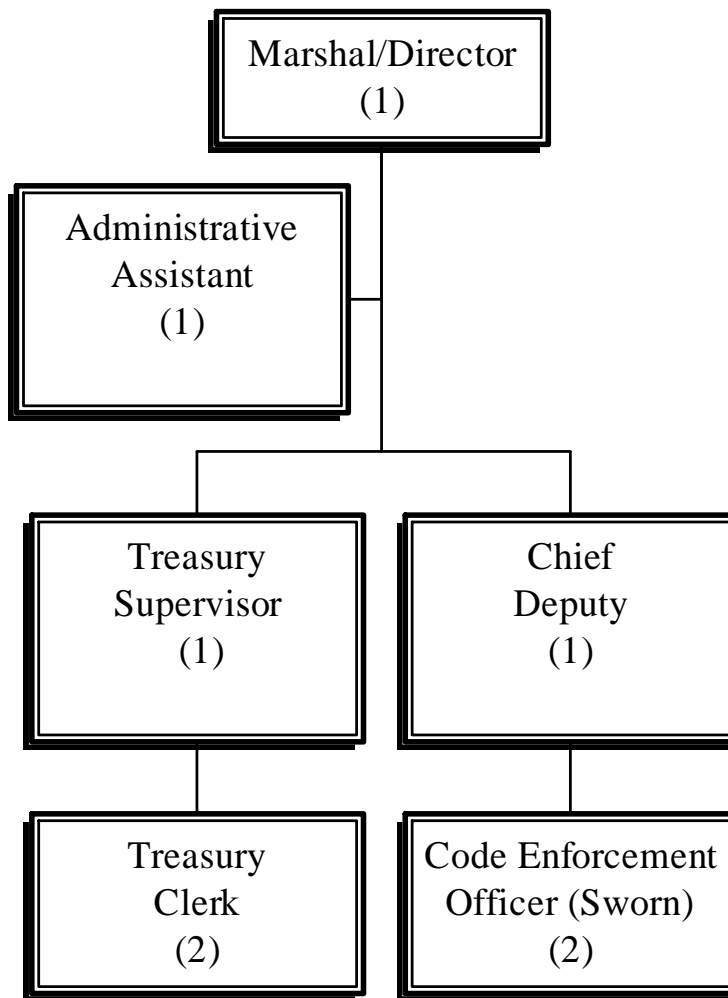 Marshal/Director
(1)
Administrative
Assistant
(1)
Treasury
Supervisor
(1)
Chief
Deputy
(1)
Treasury
Clerk
(2)
Code Enforcement
Officer (Sworn)
(2)